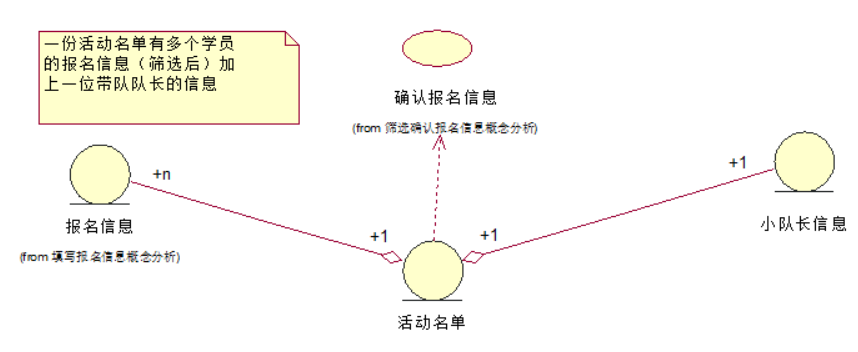 一份活动名单有多个学员
的报名信息（筛选后）加
上一位带队队长的信息
确认报名信息
(from 筛选确认报名信息概念分析)
+n
+1
报名信息
+1
+1
小队长信息
(from 填写报名信息概念分析)
活动名单